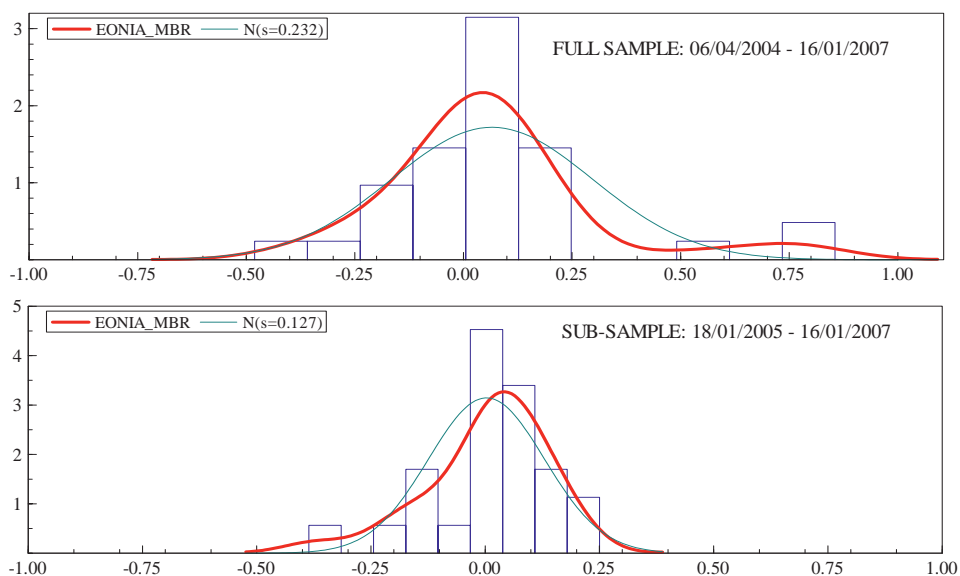 3
EONIA_MBR N(s=0.232)
FULL SAMPLE: 06/04/2004 - 16/01/2007
2
1
-1.00 -0.75 -0.50 -0.25 0.00 0.25 0.50 0.75 1.00
5
EONIA_MBR N(s=0.127)
SUB-SAMPLE: 18/01/2005 - 16/01/2007
4
3
2
1
0
-1.00 -0.75 -0.50 -0.25 0.00 0.25 0.50 0.75 1.00